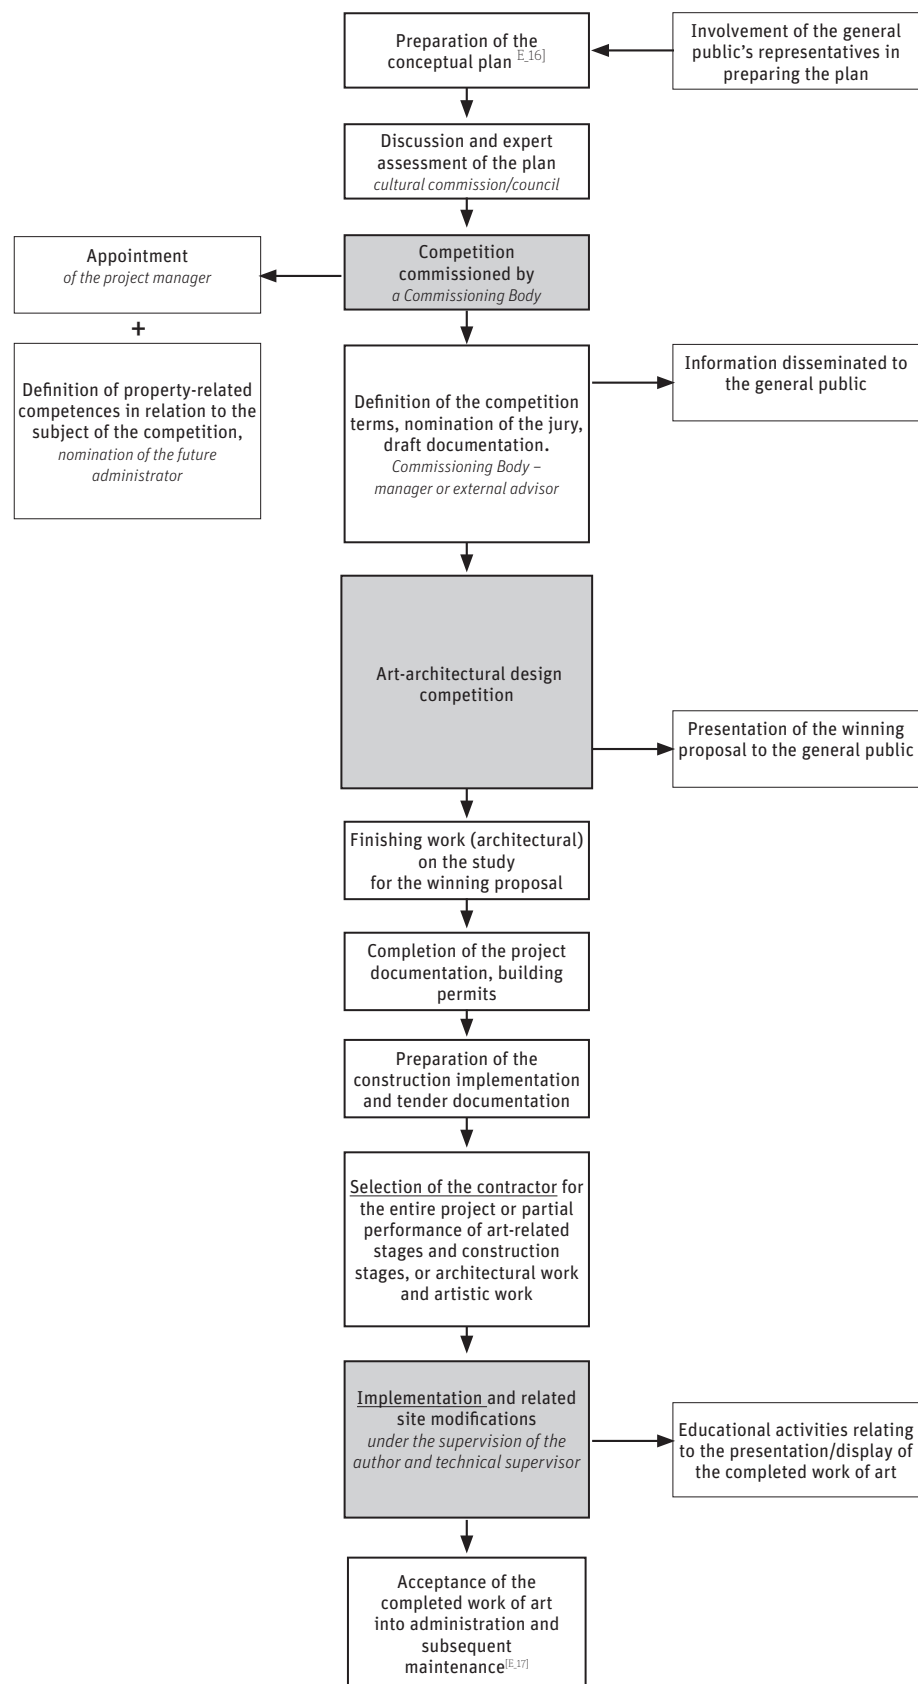 Preparation of the
conceptual plan E_16]
Involvement of the general
public's representatives in
preparing the plan
Discussion and expert
assessment of the plan
cultural commission/council
Competition
commissioned by
a Commissioning Body
Appointment
of the project manager
+
Definition of property-related
competences in relation to the
subject of the competition,
nomination of the future
administrator
Definition of the competition
terms, nomination of the jury,
draft documentation.
Commissioning Body –
manager or external advisor
Information disseminated to
the general public
Art-architectural design
competition
Presentation of the winning
proposal to the general public
Finishing work (architectural)
on the study
for the winning proposal
Completion of the project
documentation, building
permits
Preparation of the
construction implementation
and tender documentation
Selection of the contractor for
the entire project or partial
performance of art-related
stages and construction
stages, or architectural work
and artistic work
Implementation and related
site modifications
under the supervision of the
author and technical supervisor
Educational activities relating
to the presentation/display of
the completed work of art
Acceptance of the
completed work of art
into administration and
subsequent
maintenance[E_17]